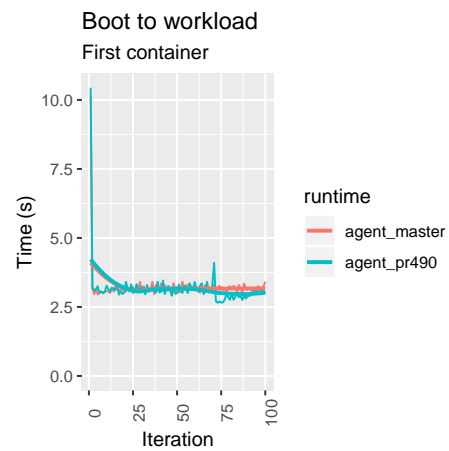 Boot to workload
First container
10.0
7.5
5.0
2.5
0.0
Time (s)
0
25
50
75
100
Iteration
runtime
agent_master
agent_pr490